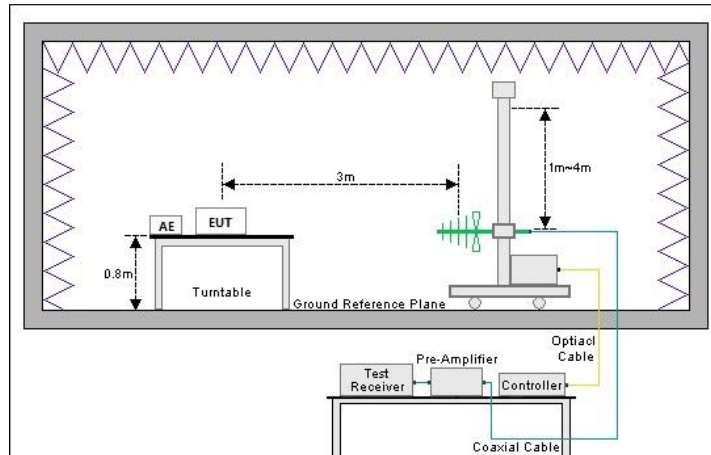 3m
1m~4m
AE
EUT
0.8m
Turntable
Ground Reference Plane
Optiacl
Cable
Pre-Amplifier
Test
Receiver
Controller
Coaxial Cable